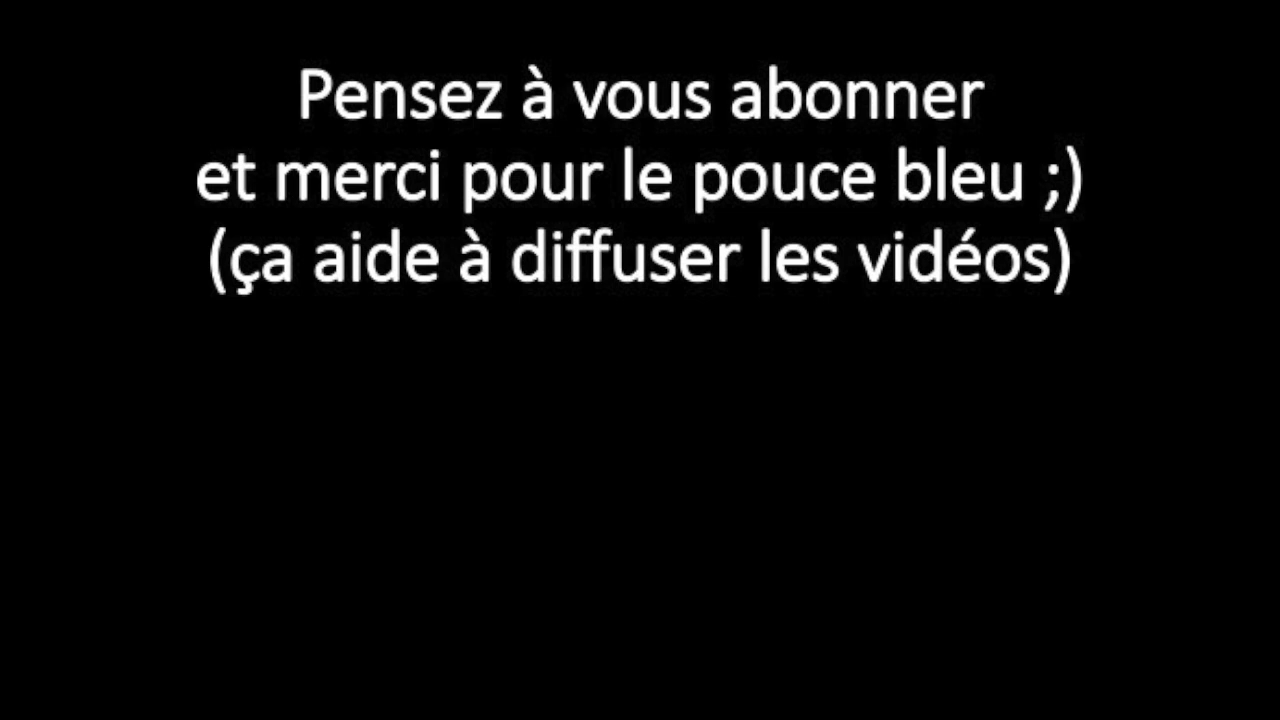 Pensez à vous abonner
et merci pour le pouce bleu ;)
(ça aide à diffuser les vidéos)